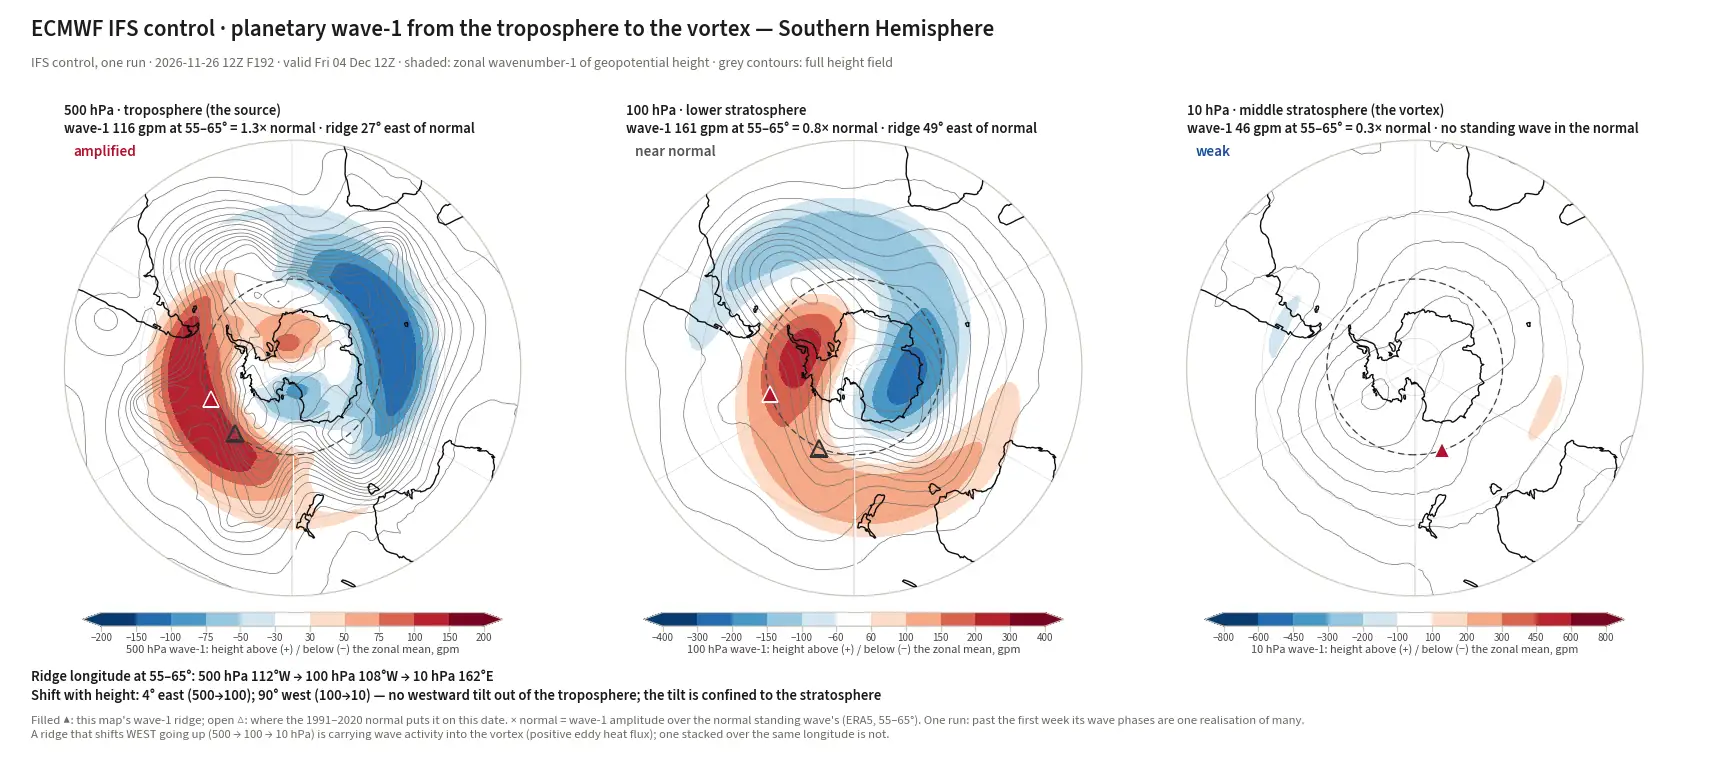 ECMWF IFS control · planetary wave-1 from the troposphere to the vortex — Southern Hemisphere
IFS control, one run · 2026-11-26 12Z F192 · valid Fri 04 Dec 12Z · shaded: zonal wavenumber-1 of geopotential height · grey contours: full height field
500 hPa · troposphere (the source)
wave-1 116 gpm at 55–65° = 1.3× normal · ridge 27° east of normal
amplified
100 hPa · lower stratosphere
wave-1 161 gpm at 55–65° = 0.8× normal · ridge 49° east of normal
near normal
10 hPa · middle stratosphere (the vortex)
wave-1 46 gpm at 55–65° = 0.3× normal · no standing wave in the normal
weak
−200 −150 −100 −75 −50 −30 30 50 75 100 150 200
500 hPa wave-1: height above (+) / below (−) the zonal mean, gpm
−400 −300 −200 −150 −100 −60 60 100 150 200 300 400
100 hPa wave-1: height above (+) / below (−) the zonal mean, gpm
−800 −600 −450 −300 −200 −100 100 200 300 450 600 800
10 hPa wave-1: height above (+) / below (−) the zonal mean, gpm
Ridge longitude at 55–65°: 500 hPa 112°W → 100 hPa 108°W → 10 hPa 162°E
Shift with height: 4° east (500→100); 90° west (100→10) — no westward tilt out of the troposphere; the tilt is confined to the stratosphere
Filled ▲: this map's wave-1 ridge; open △: where the 1991–2020 normal puts it on this date. × normal = wave-1 amplitude over the normal standing wave's (ERA5, 55–65°). One run: past the first week its wave phases are one realisation of many.
A ridge that shifts WEST going up (500 → 100 → 10 hPa) is carrying wave activity into the vortex (positive eddy heat flux); one stacked over the same longitude is not.